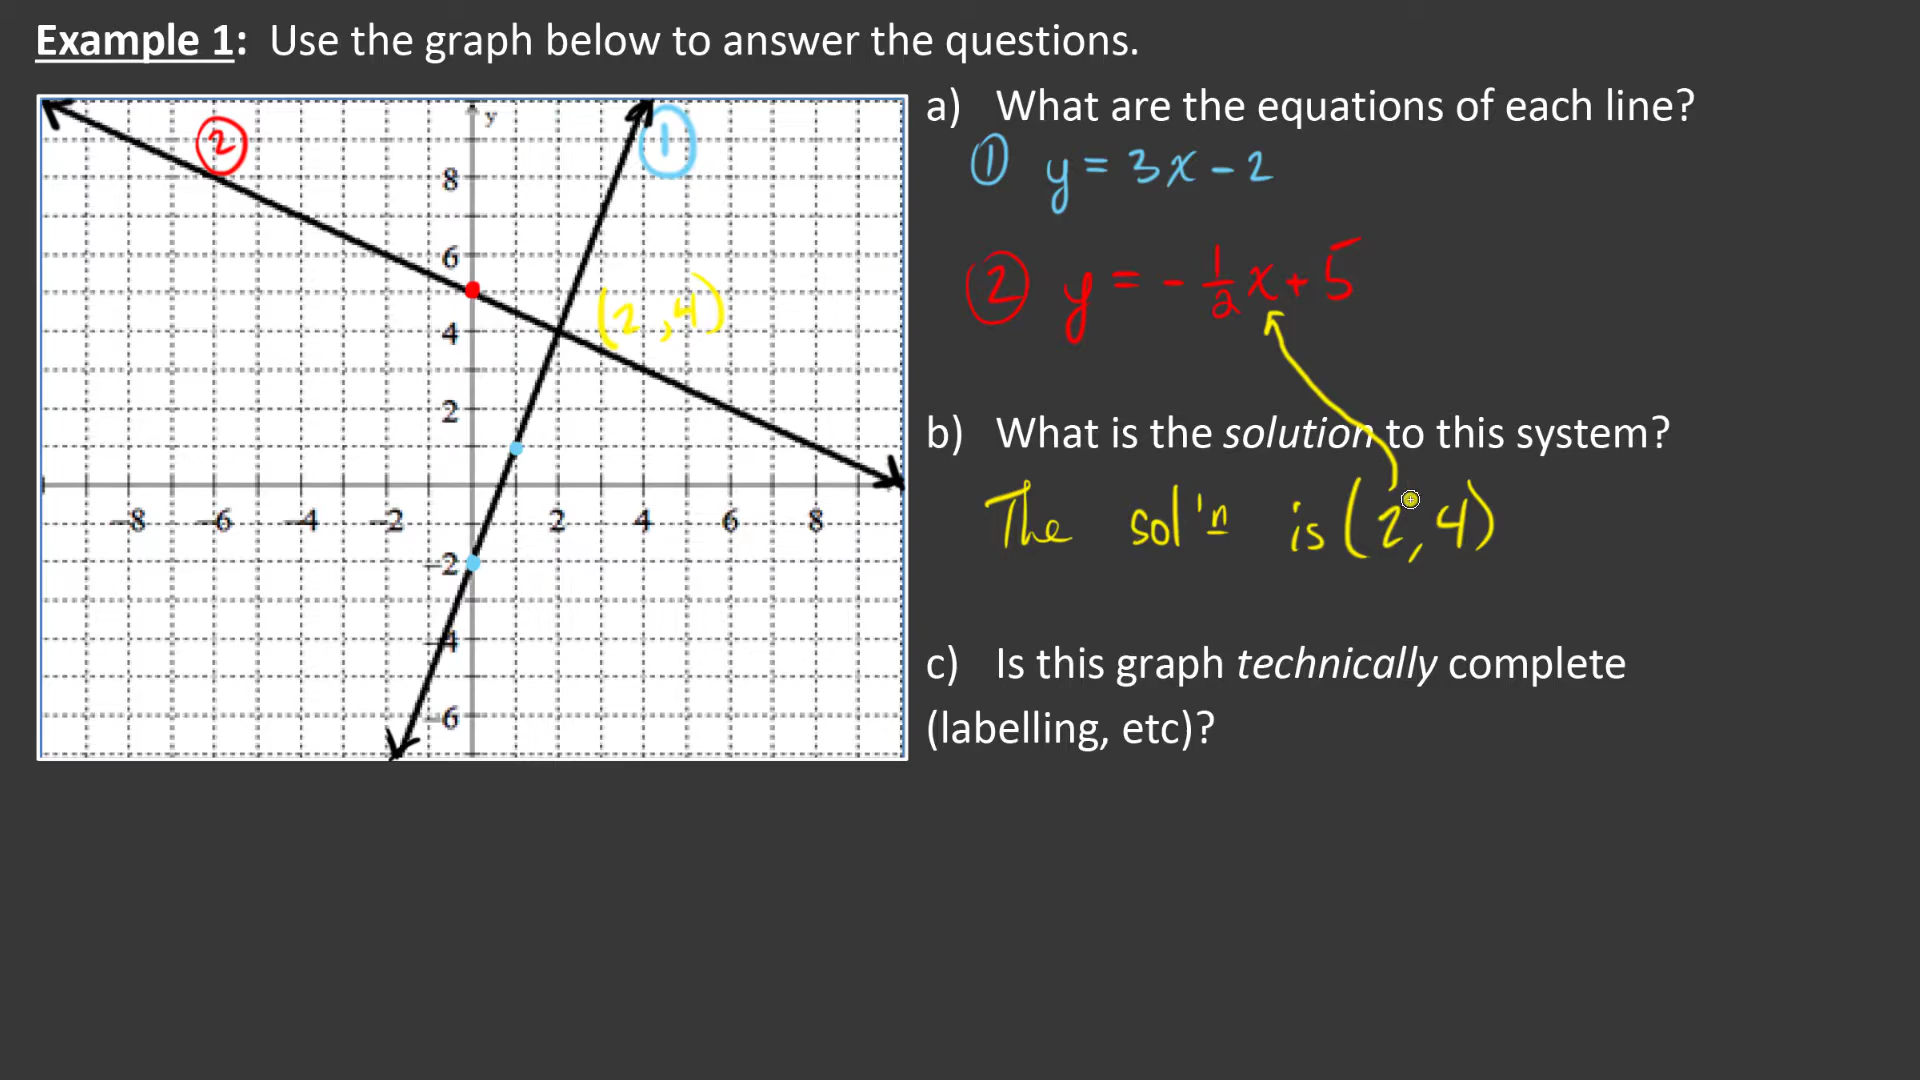 Example 1: Use the graph below to answer the questions.
y
②
①
8
6
4
2
(2,4)
-8 -6 -4 -2 2 4 6 8
-2
-4
-6
a) What are the equations of each line?
① y = 3x - 2
② y = - 1/2 x + 5
b) What is the solution to this system?
The sol'n is (2,4)
c) Is this graph technically complete
(labelling, etc)?